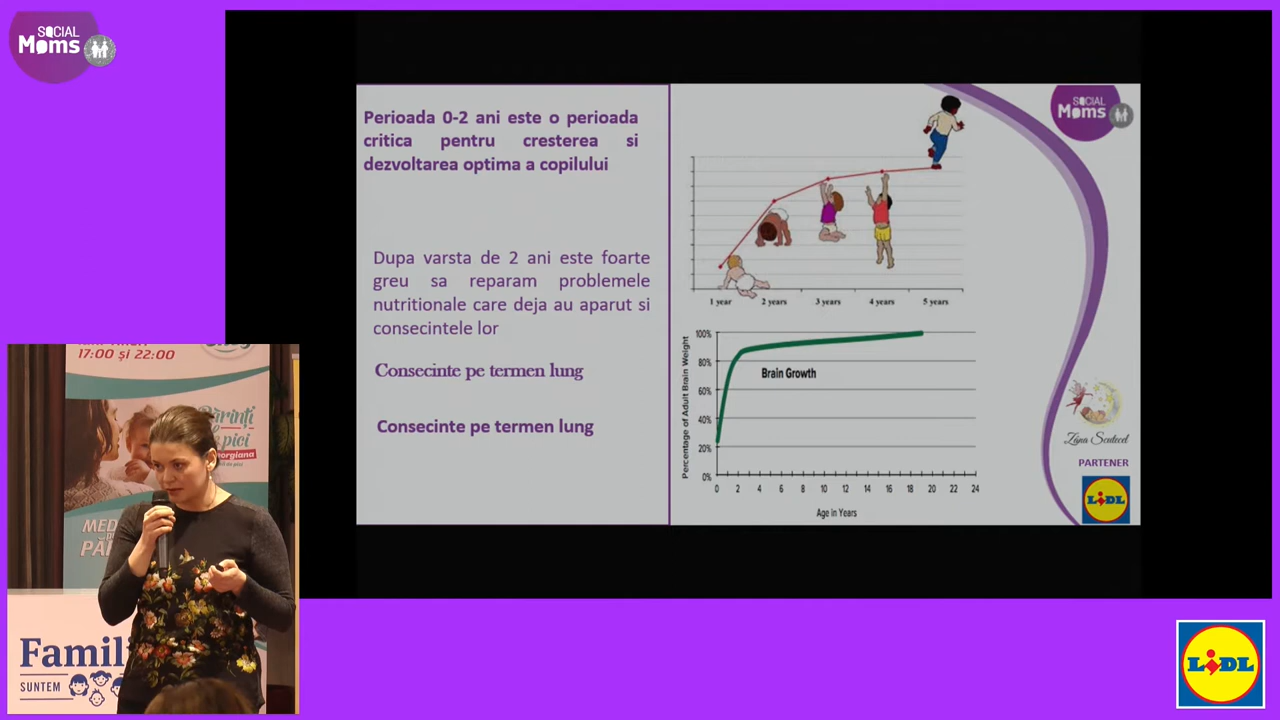 SOCIAL
Moms
Perioada 0-2 ani este o perioada
critica pentru cresterea si
dezvoltarea optima a copilului
Dupa varsta de 2 ani este foarte
greu sa reparam problemele
nutritionale care deja au aparut si
consecintele lor
Consecinte pe termen lung
Consecinte pe termen lung
1 year 2 years 3 years 4 years 5 years
Percentage of Adult Brain Weight
100%
80%
60%
40%
20%
0%
Brain Growth
0 2 4 6 8 10 12 14 16 18 20 22 24
Age in Years
SOCIAL
Moms
Zâna Seuleed
PARTENER
LIDL
17:00 și 22:00
Părinți
pici
MED
PĂ
Famili
SUNTEM
LIDL